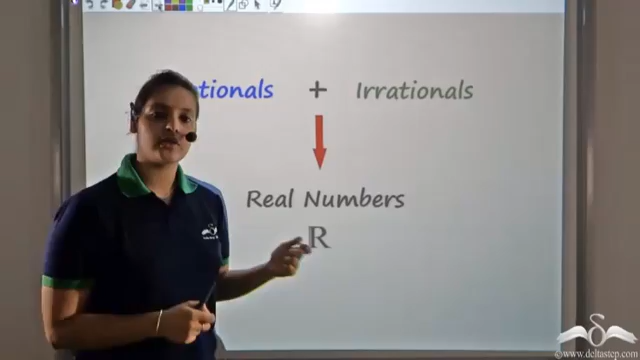 tionals + Irrationals
Real Numbers
ℝ
©www.deltastep.com